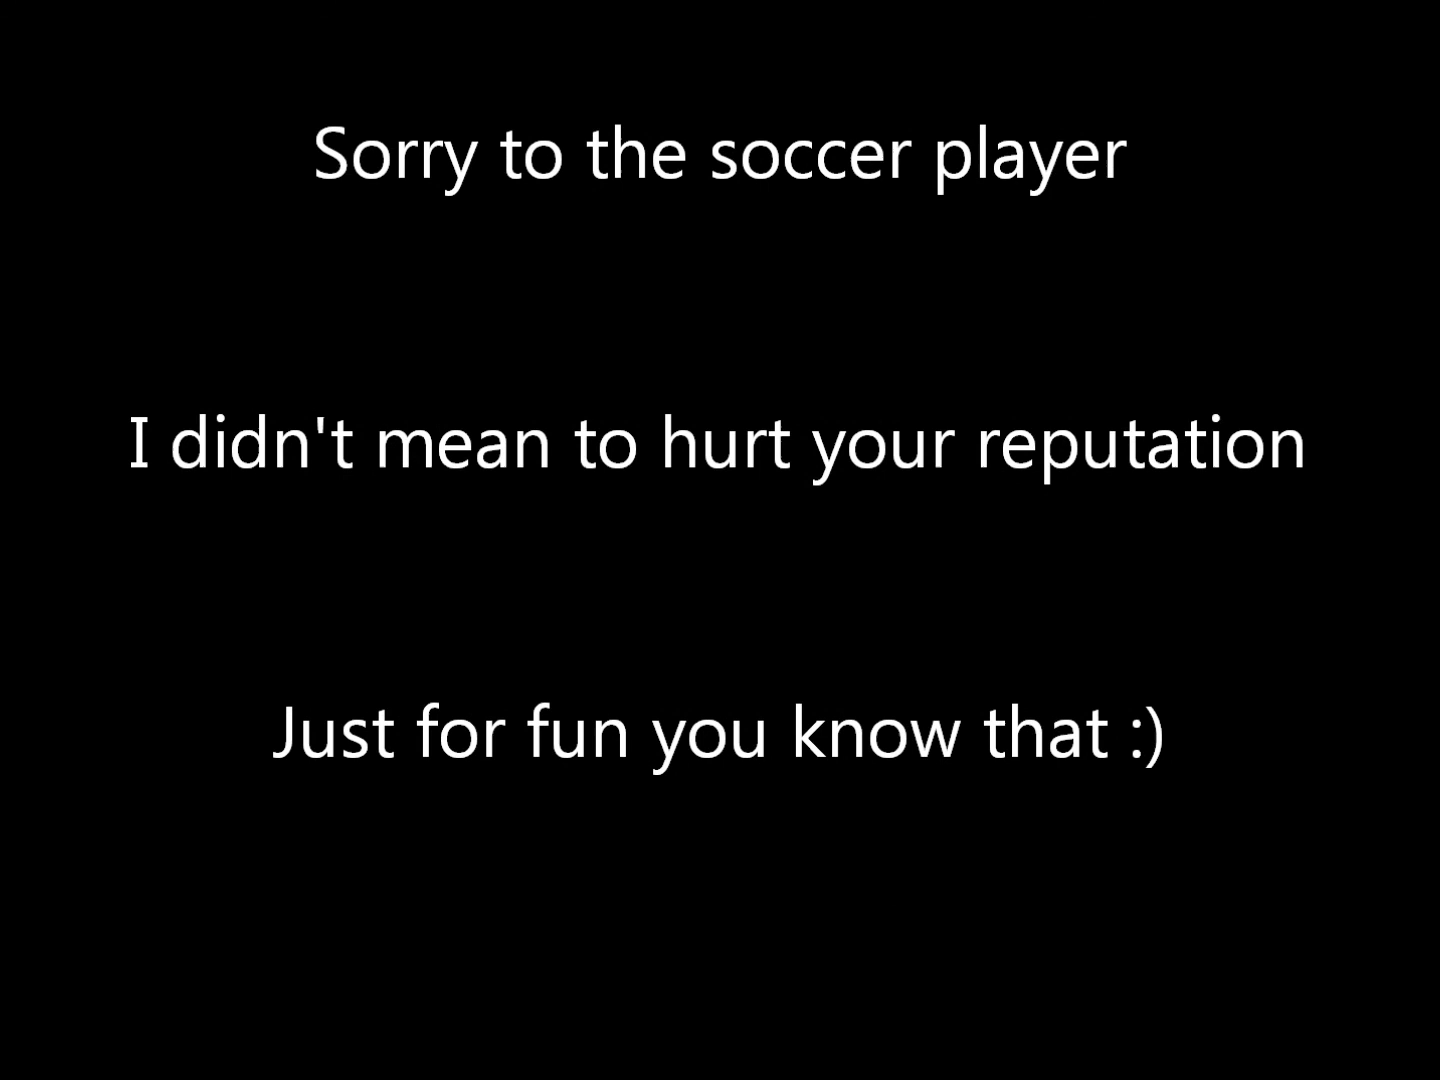 Sorry to the soccer player
I didn't mean to hurt your reputation
Just for fun you know that :)